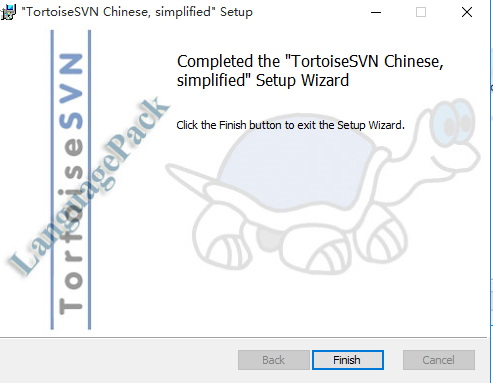 "TortoiseSVN Chinese, simplified" Setup
Completed the "TortoiseSVN Chinese,
simplified" Setup Wizard
Click the Finish button to exit the Setup Wizard.
TortoiseSVN
LanguagePack
Back
Finish
Cancel